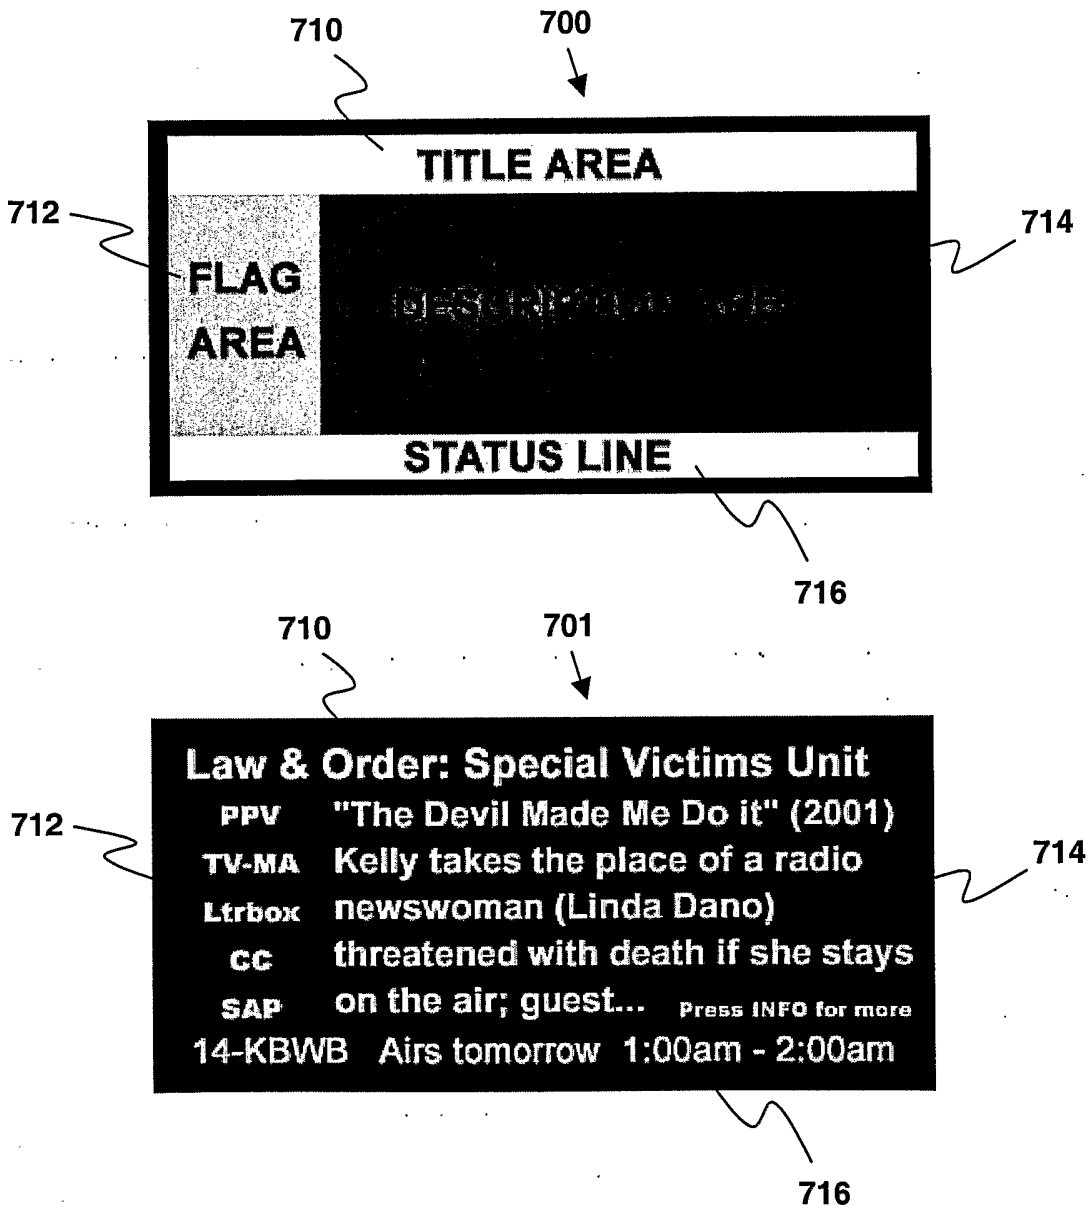 710
700
TITLE AREA
712
714
FLAG
AREA
DESCRIPTION AREA
STATUS LINE
716
710
701
Law & Order: Special Victims Unit
PPV "The Devil Made Me Do it" (2001)
712
TV-MA Kelly takes the place of a radio
714
Ltrbox newswoman (Linda Dano)
CC threatened with death if she stays
SAP on the air; guest... Press INFO for more
14-KBWB Airs tomorrow 1:00am - 2:00am
716